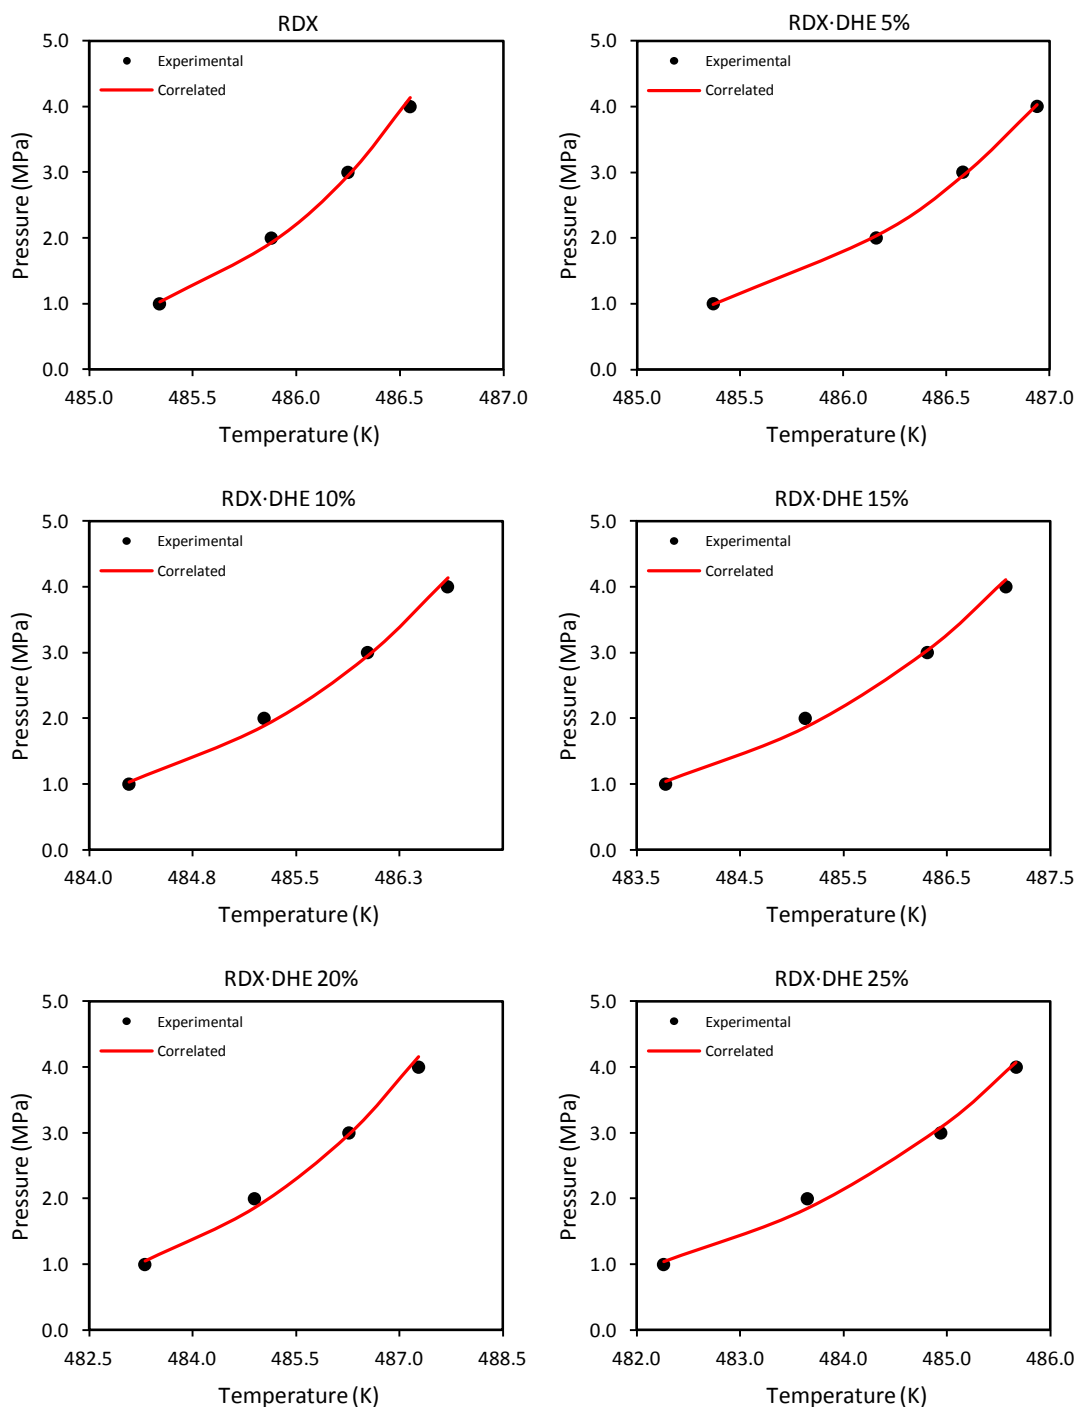 RDX
5.0
4.0
3.0
2.0
1.0
0.0
Pressure (MPa)
Experimental
Correlated
485.0 485.5 486.0 486.5 487.0
Temperature (K)
RDX·DHE 5%
5.0
4.0
3.0
2.0
1.0
0.0
Pressure (MPa)
Experimental
Correlated
485.0 485.5 486.0 486.5 487.0
Temperature (K)
RDX·DHE 10%
5.0
4.0
3.0
2.0
1.0
0.0
Pressure (MPa)
Experimental
Correlated
484.0 484.8 485.5 486.3
Temperature (K)
RDX·DHE 15%
5.0
4.0
3.0
2.0
1.0
0.0
Pressure (MPa)
Experimental
Correlated
483.5 484.5 485.5 486.5 487.5
Temperature (K)
RDX·DHE 20%
5.0
4.0
3.0
2.0
1.0
0.0
Pressure (MPa)
Experimental
Correlated
482.5 484.0 485.5 487.0 488.5
Temperature (K)
RDX·DHE 25%
5.0
4.0
3.0
2.0
1.0
0.0
Pressure (MPa)
Experimental
Correlated
482.0 483.0 484.0 485.0 486.0
Temperature (K)